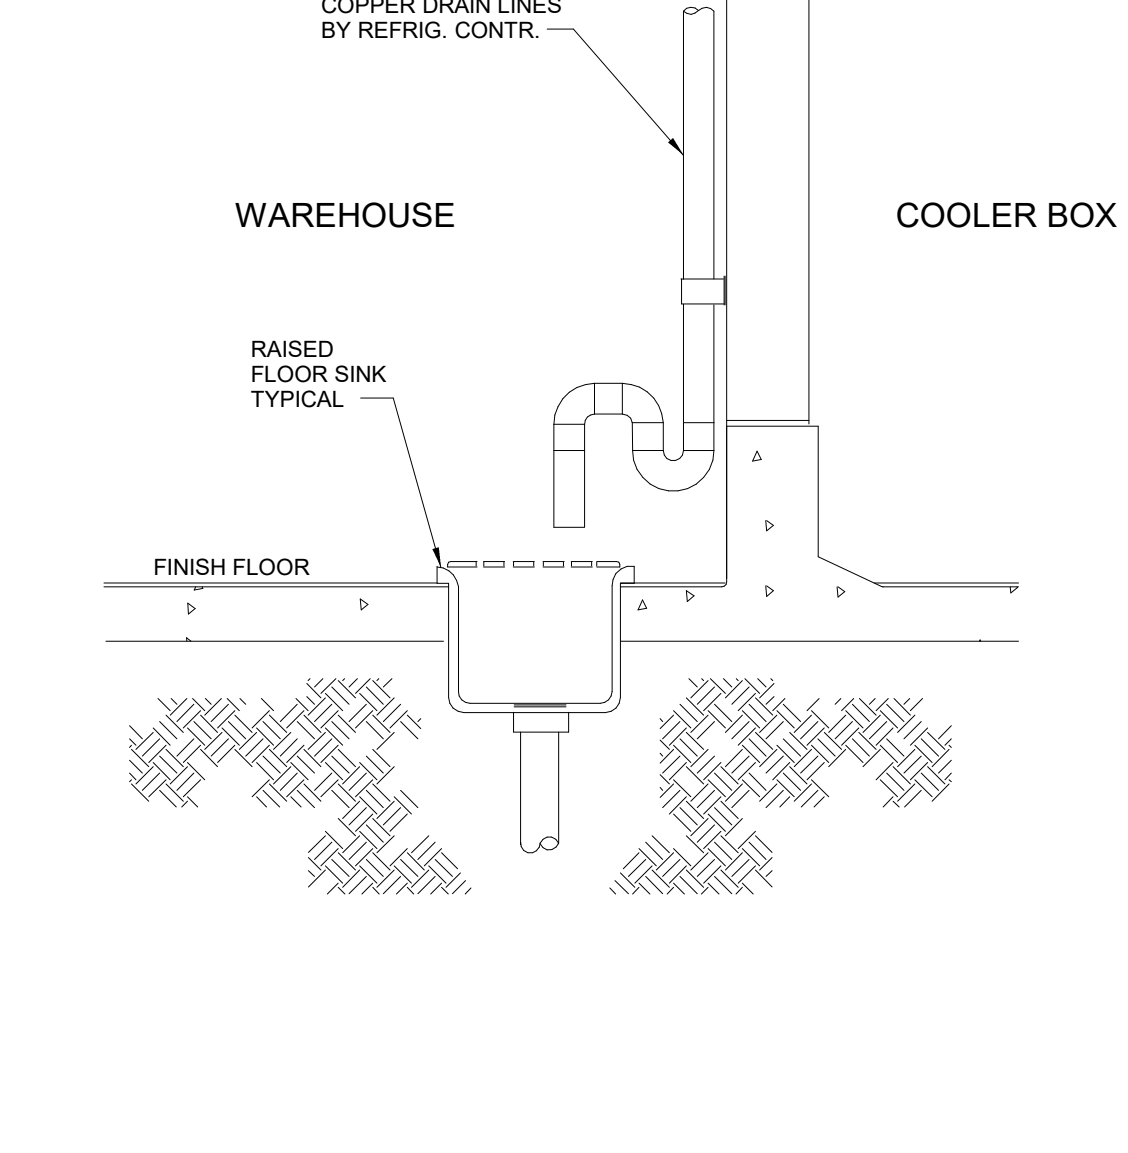 COPPER DRAIN LINES
BY REFRIG. CONTR.
WAREHOUSE
COOLER BOX
RAISED
FLOOR SINK
TYPICAL
FINISH FLOOR